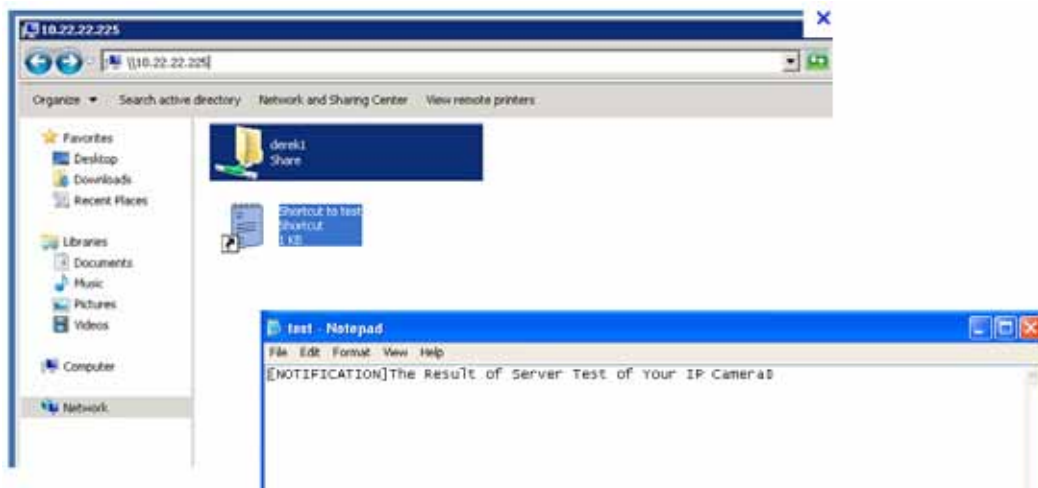 10.22.22.225
\\10.22.22.225
Organize Search active directory Network and Sharing Center View remote printers
Favorites
Desktop
Downloads
Recent Places
Libraries
Documents
Music
Pictures
Videos
Computer
Network
derek1
Share
Shortcut to test
Shortcut
1 KB
test - Notepad
File Edit Format View Help
[NOTIFICATION]The Result of Server Test of Your IP Camera